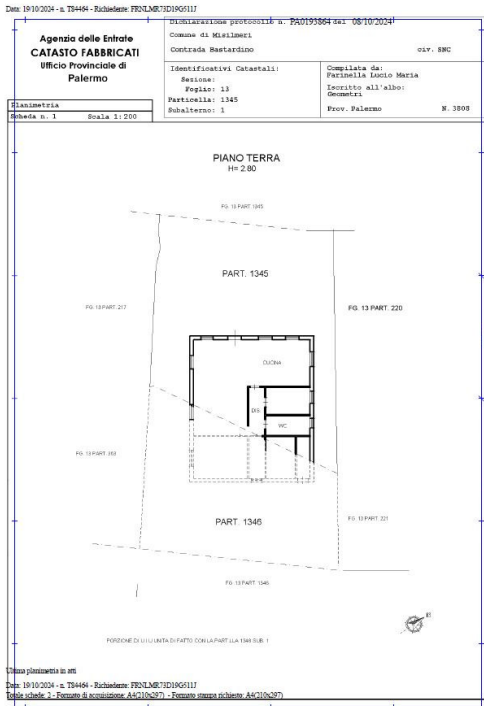 Data: 19/10/2024 - n. T84464 - Richiedente: FRNLMR73D19G511J
Agenzia delle Entrate
CATASTO FABBRICATI
Ufficio Provinciale di
Palermo
Dichiarazione protocollo n. PA0193864 del 08/10/2024
Comune di Misilmeri
Contrada Bastardino civ. SNC
Identificativi Catastali:
Sezione:
Foglio: 13
Particella: 1345
Subalterno: 1
Compilata da:
Farinella Lucio Maria
Iscritto all'albo:
Geometri
Prov. Palermo N. 3808
Planimetria
Scheda n. 1 Scala 1:200
PIANO TERRA
H= 2.80
FG. 13 PART. 1345
PART. 1345
FG. 13 PART. 217
FG. 13 PART. 220
CUCINA
DIS
WC
FG. 13 PART.
PART. 1346
FG. 13 PART. 221
FG. 13 PART. 1346
PORZIONE DI U.I.U UNITA DI FATTO CON LA PART.LLA 1346 SUB. 1
Ultima planimetria in atti
Data: 19/10/2024 - n. T84464 - Richiedente: FRNLMR73D19G511J
Totale schede: 2 - Formato di acquisizione: A4(210x297) - Formato stampa richiesto: A4(210x297)